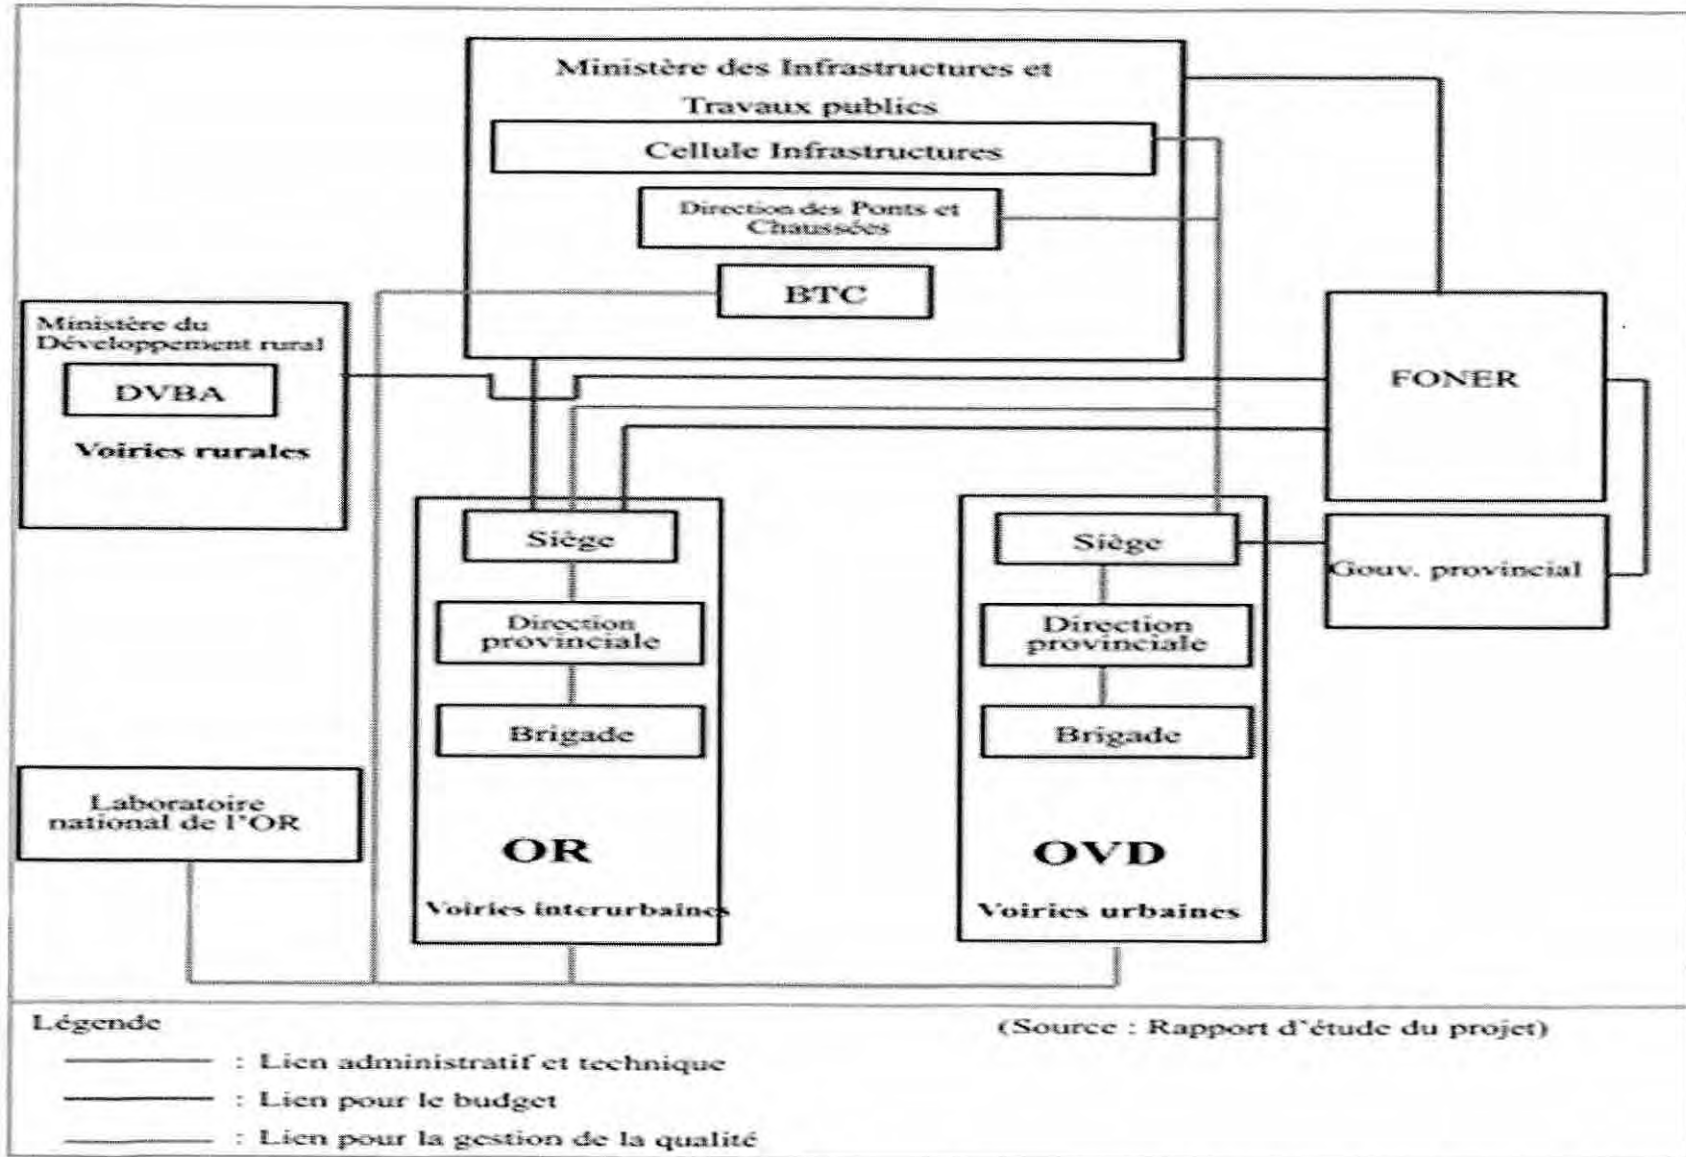 Ministère des Infrastructures et
Travaux publics
Cellule Infrastructures
Direction des Ponts et
Chaussées
BTC
Ministère du
Développement rural
DVBA
Voiries rurales
FONER
Gouv. provincial
Siège
Direction
provinciale
Brigade
OR
Voiries interurbaines
Siège
Direction
provinciale
Brigade
OVD
Voiries urbaines
Laboratoire
national de l'OR
Légende
(Source : Rapport d'étude du projet)
: Lien administratif et technique
: Lien pour le budget
: Lien pour la gestion de la qualité